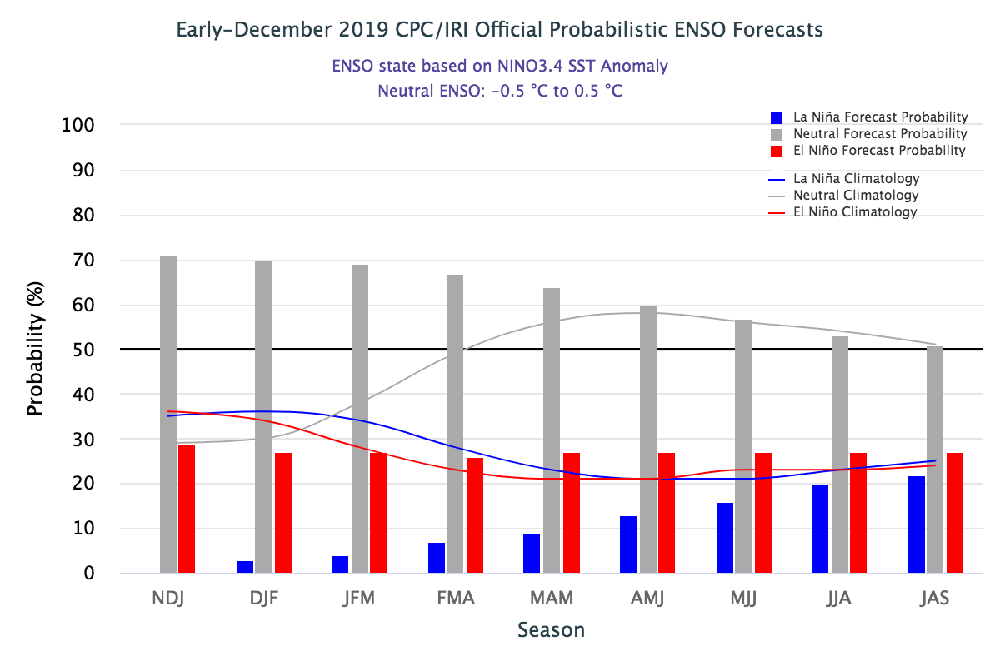 Early-December 2019 CPC/IRI Official Probabilistic ENSO Forecasts
ENSO state based on NINO3.4 SST Anomaly
Neutral ENSO: -0.5 °C to 0.5 °C
La Niña Forecast Probability
Neutral Forecast Probability
El Niño Forecast Probability
La Niña Climatology
Neutral Climatology
El Niño Climatology
Probability (%)
100
90
80
70
60
50
40
30
20
10
0
NDJ DJF JFM FMA MAM AMJ MJJ JJA JAS
Season